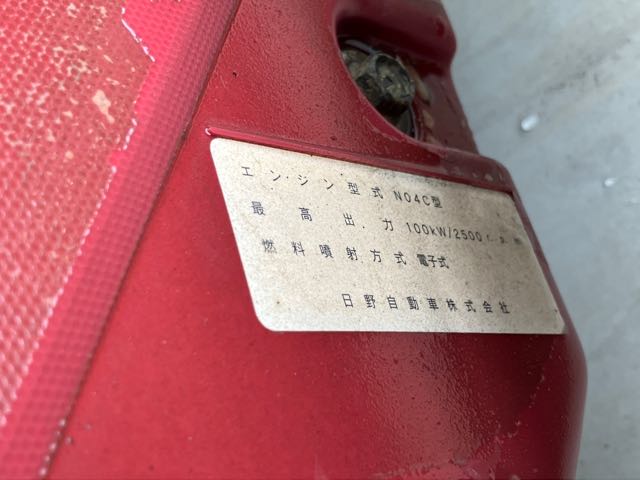 エンジン型式 N04C型
最高出力 100kW/2500r.p.m
燃料噴射方式 電子式
日野自動車株式会社